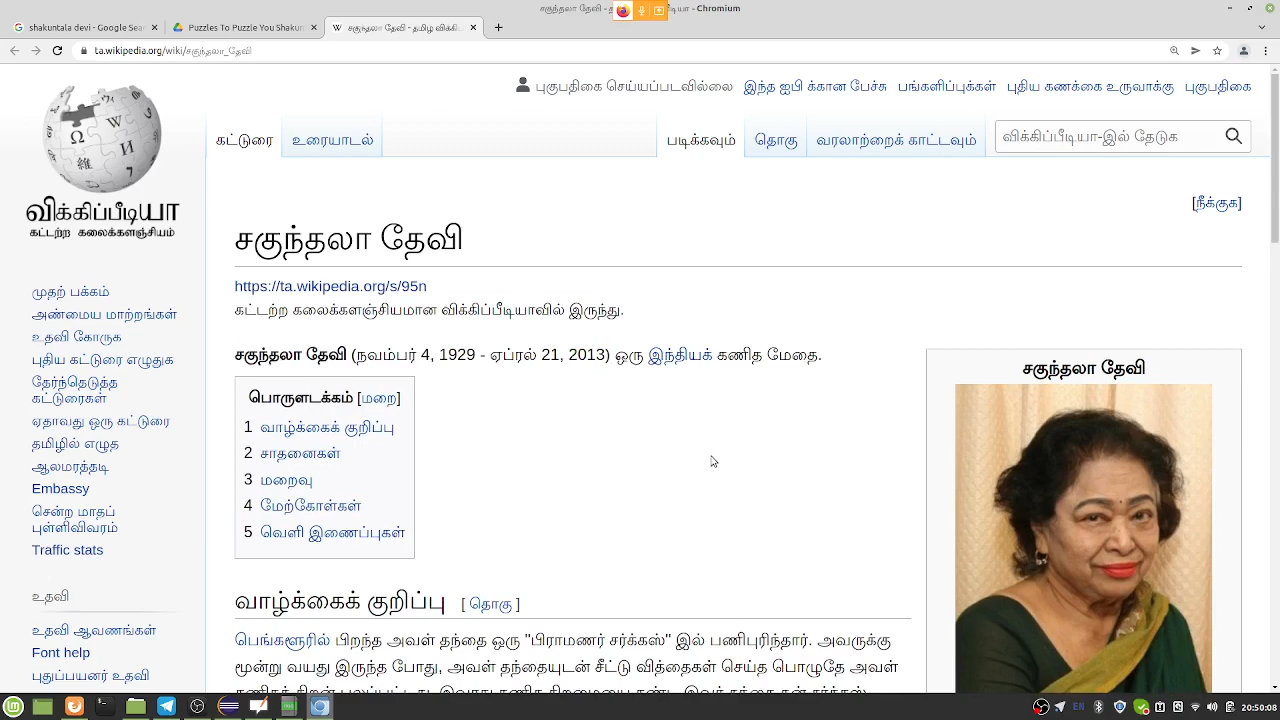 சகுந்தலா தேவி - த பீடியா - Chromium
shakuntala devi - Google Sear
Puzzles To Puzzle You Shakun
சகுந்தலா தேவி - தமிழ் விக்கி
ta.wikipedia.org/wiki/சகுந்தலா_தேவி
புகுபதிகை செய்யப்படவில்லை இந்த ஐபி க்கான பேச்சு பங்களிப்புக்கள் புதிய கணக்கை உருவாக்கு புகுபதிகை
கட்டுரை உரையாடல் படிக்கவும் தொகு வரலாற்றைக் காட்டவும் விக்கிப்பீடியா-இல் தேடுக
விக்கிப்பீடியா
கட்டற்ற கலைக்களஞ்சியம்
[நீக்குக]
சகுந்தலா தேவி
https://ta.wikipedia.org/s/95n
கட்டற்ற கலைக்களஞ்சியமான விக்கிப்பீடியாவில் இருந்து.
சகுந்தலா தேவி (நவம்பர் 4, 1929 - ஏப்ரல் 21, 2013) ஒரு இந்தியக் கணித மேதை.
பொருளடக்கம் [மறை]
1 வாழ்க்கைக் குறிப்பு
2 சாதனைகள்
3 மறைவு
4 மேற்கோள்கள்
5 வெளி இணைப்புகள்
வாழ்க்கைக் குறிப்பு [ தொகு ]
பெங்களூரில் பிறந்த அவள் தந்தை ஒரு "பிராமணர் சர்க்கஸ்" இல் பணிபுரிந்தார். அவருக்கு
மூன்று வயது இருந்த போது, அவள் தந்தையுடன் சீட்டு வித்தைகள் செய்த பொழுதே அவள்
சகுந்தலா தேவி
முதற் பக்கம்
அண்மைய மாற்றங்கள்
உதவி கோருக
புதிய கட்டுரை எழுதுக
தேர்ந்தெடுத்த
கட்டுரைகள்
ஏதாவது ஒரு கட்டுரை
தமிழில் எழுத
ஆலமரத்தடி
Embassy
சென்ற மாதப்
புள்ளிவிவரம்
Traffic stats
உதவி
உதவி ஆவணங்கள்
Font help
புதுப்பயனர் உதவி
EN
20:50:08